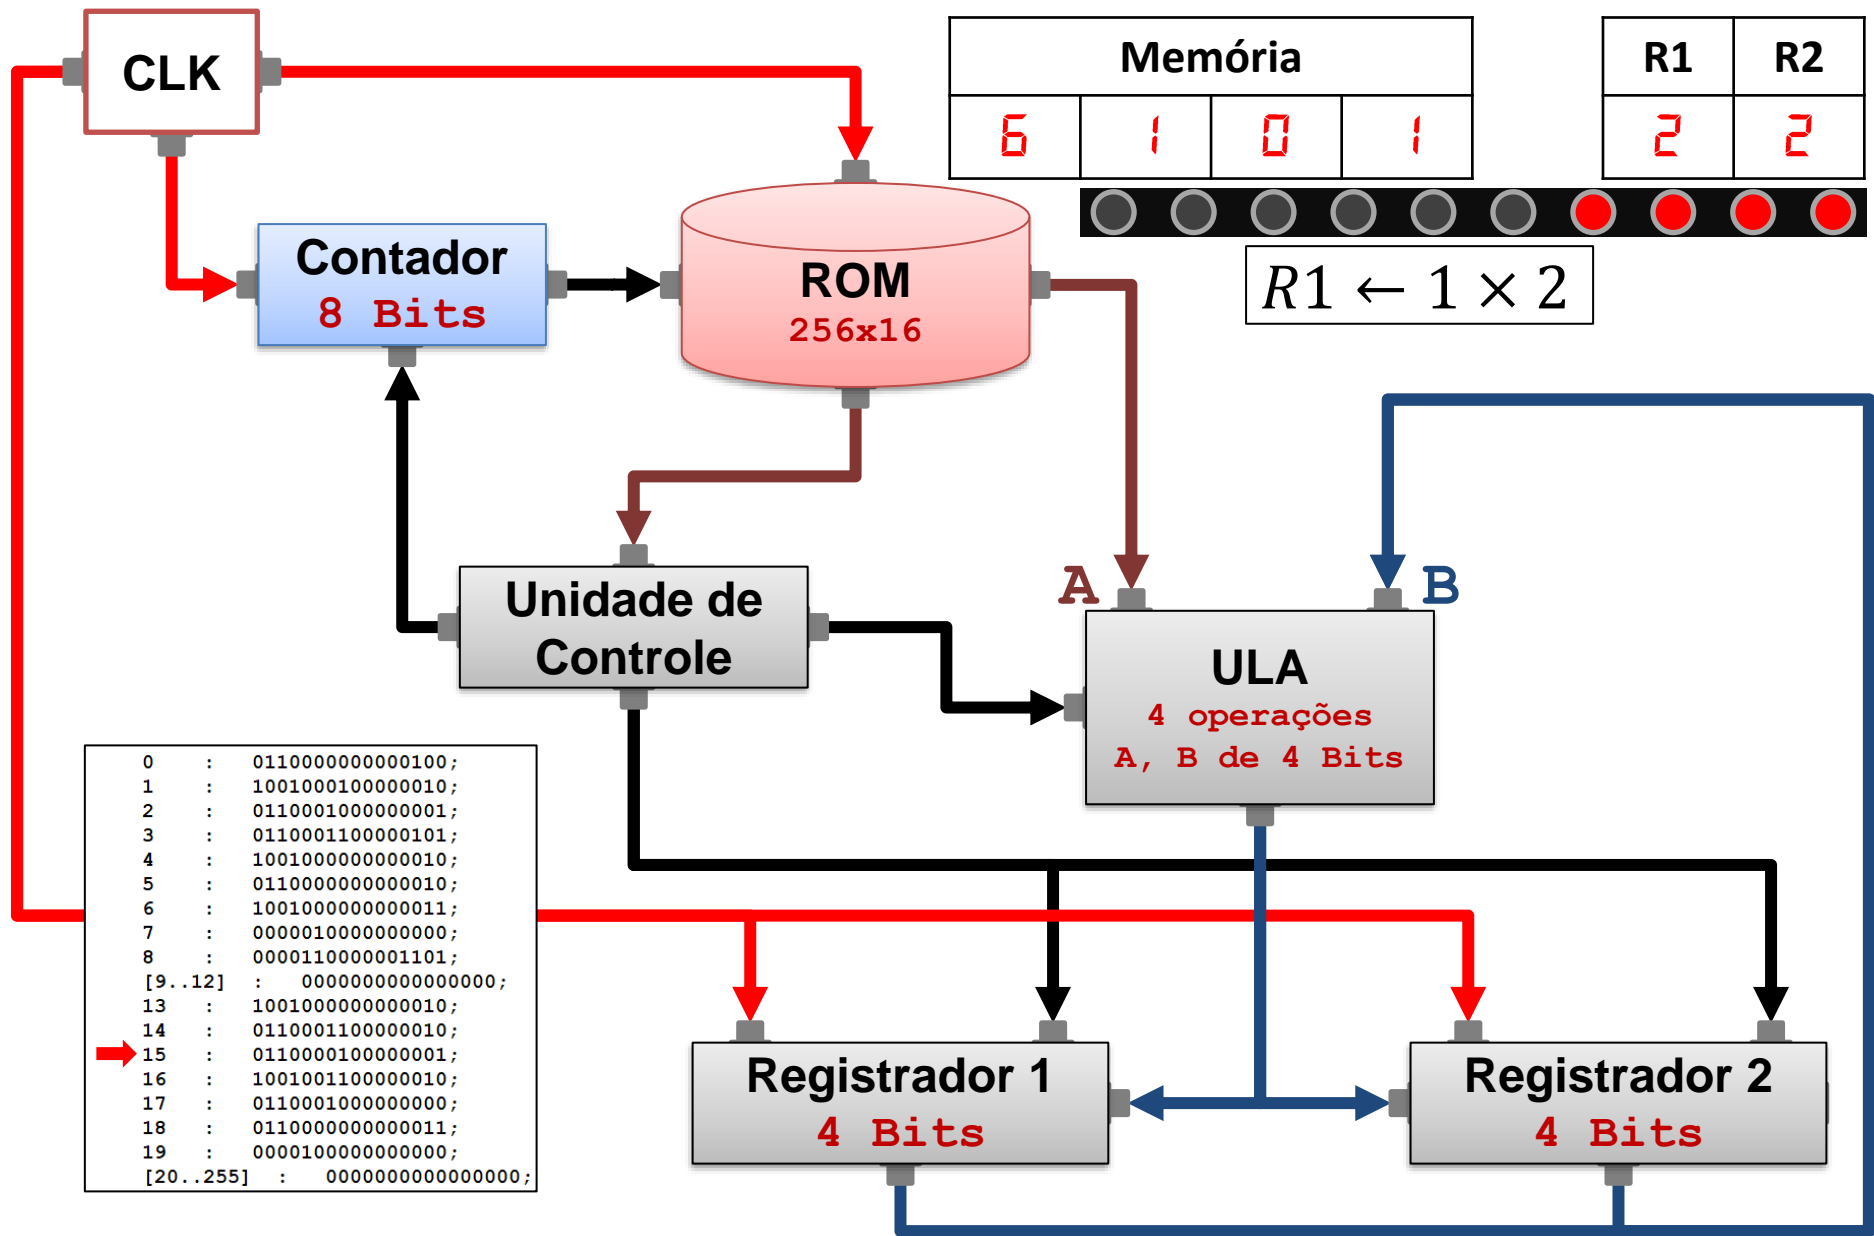 CLK
Memória
R1 R2
6 1 0 1
2 2
Contador
8 Bits
ROM
256x16
R1 ← 1 × 2
A
B
Unidade de
Controle
ULA
4 operações
A, B de 4 Bits
0 : 0110000000000100;
1 : 1001000100000010;
2 : 0110001000000001;
3 : 0110001100000101;
4 : 1001000000000010;
5 : 0110000000000010;
6 : 1001000000000011;
7 : 0000010000000000;
8 : 0000110000001101;
[9..12] : 0000000000000000;
13 : 1001000000000010;
14 : 0110001100000010;
15 : 0110000100000001;
16 : 1001001100000010;
17 : 0110001000000000;
18 : 0110000000000011;
19 : 0000100000000000;
[20..255] : 0000000000000000;
Registrador 1
4 Bits
Registrador 2
4 Bits